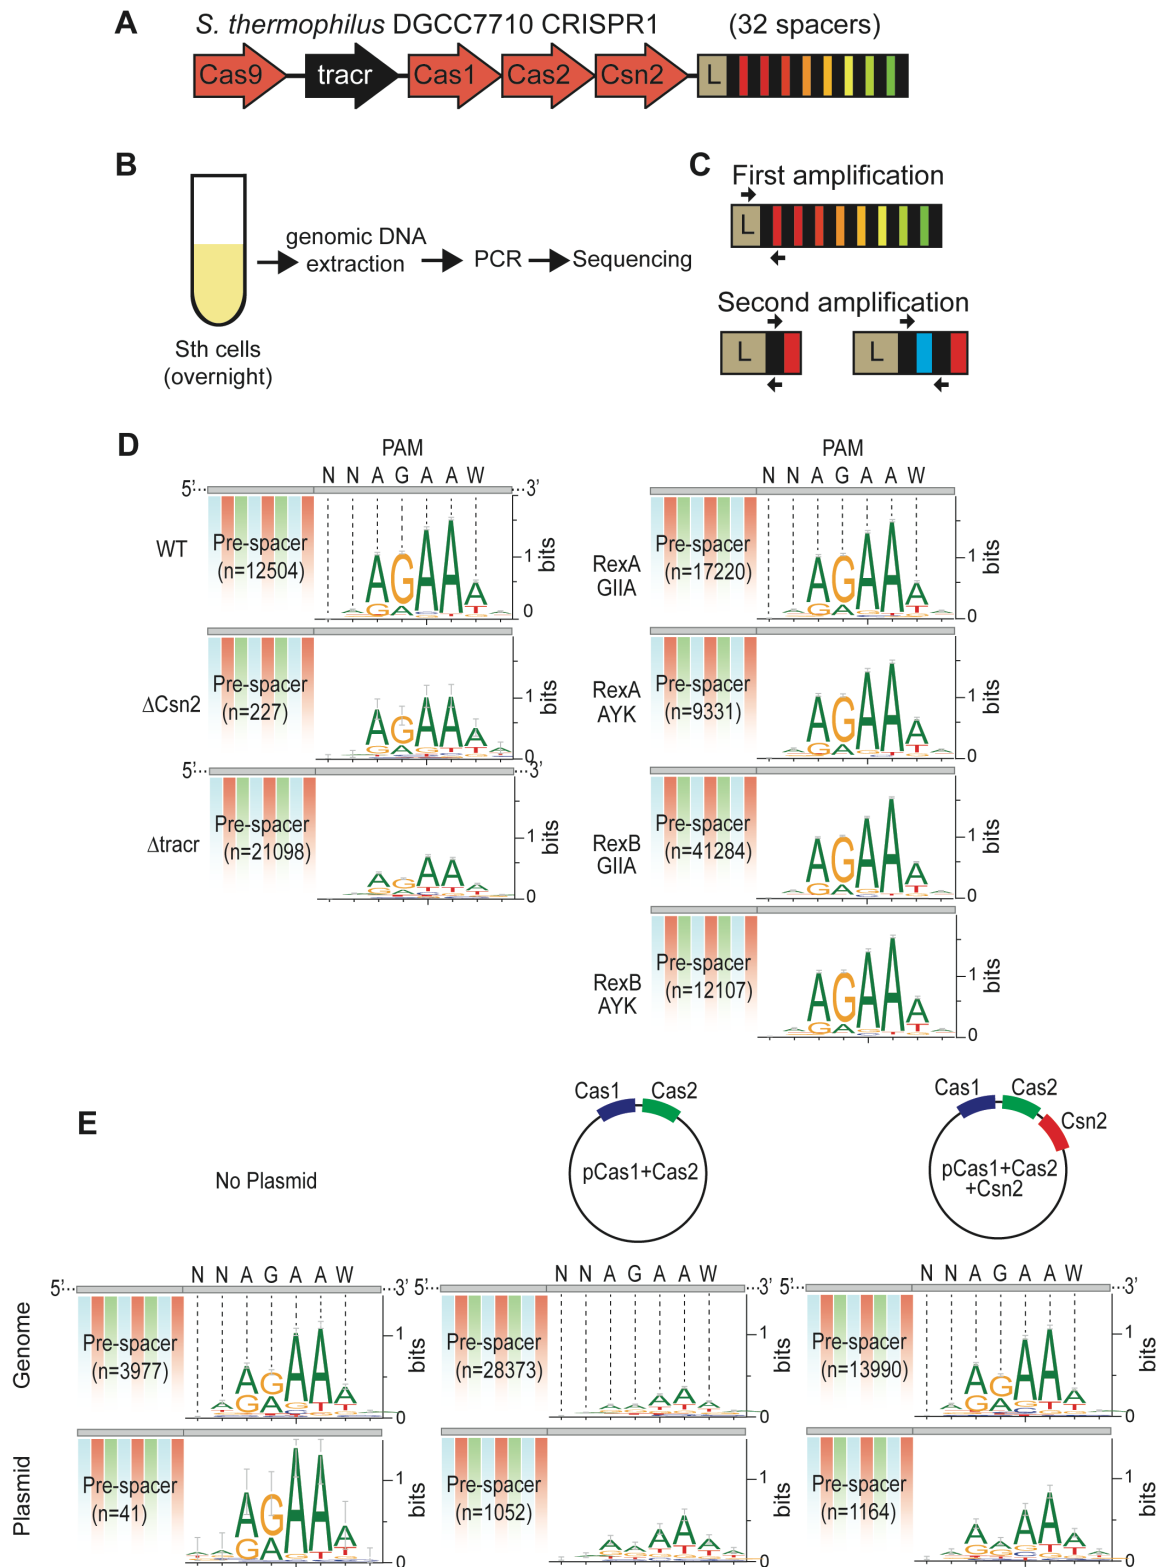 A
S. thermophilus DGCC7710 CRISPR1 (32 spacers)
Cas9 tracr Cas1 Cas2 Csn2 L
B
genomic DNA
extraction
PCR
Sequencing
Sth cells
(overnight)
C
First amplification
L
Second amplification
L L
D
PAM
N N A G A A W
5'··· ···3'
WT
Pre-spacer
(n=12504)
A G A A A
G A T
1
0
bits
ΔCsn2
Pre-spacer
(n=227)
A G A A A
G A G T A
1
0
bits
5'··· ···3'
Δtracr
Pre-spacer
(n=21098)
A G A A A
1
0
bits
PAM
N N A G A A W
RexA
GIIA
Pre-spacer
(n=17220)
A G A A A
G A T
1
0
bits
RexA
AYK
Pre-spacer
(n=9331)
A G A A A
G A T
1
0
bits
RexB
GIIA
Pre-spacer
(n=41284)
A G A A A
G A T
1
0
bits
RexB
AYK
Pre-spacer
(n=12107)
A G A A A
G A T
1
0
bits
E
No Plasmid
Cas1 Cas2
pCas1+Cas2
Cas1 Cas2
Csn2
pCas1+Cas2
+Csn2
N N A G A A W
5'··· ···3'
N N A G A A W
5'··· ···3'
N N A G A A W
5'··· ···3'
Genome
Pre-spacer
(n=3977)
A G A A A
G A G T T
1
0
bits
Pre-spacer
(n=28373)
A A A
1
0
bits
Pre-spacer
(n=13990)
A G A A A
G A G T T
1
0
bits
Plasmid
Pre-spacer
(n=41)
A G A A A
A A G T T
1
0
bits
Pre-spacer
(n=1052)
A A A A
1
0
bits
Pre-spacer
(n=1164)
A G A A A
1
0
bits